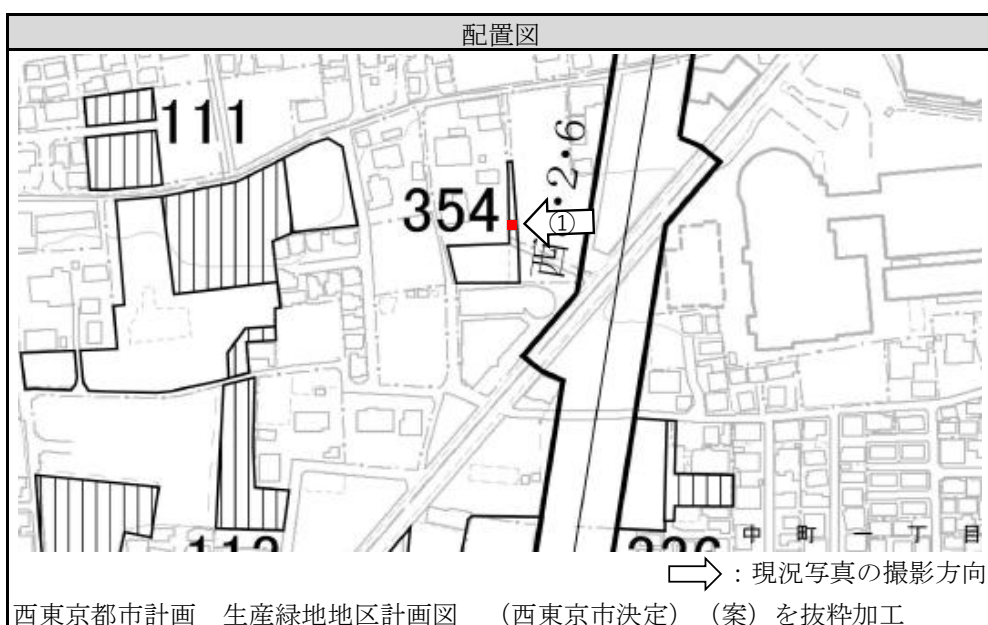 配置図
111
354
①
2・6
中町一丁目
：現況写真の撮影方向
西東京都市計画　生産緑地地区計画図　（西東京市決定）（案）を抜粋加工